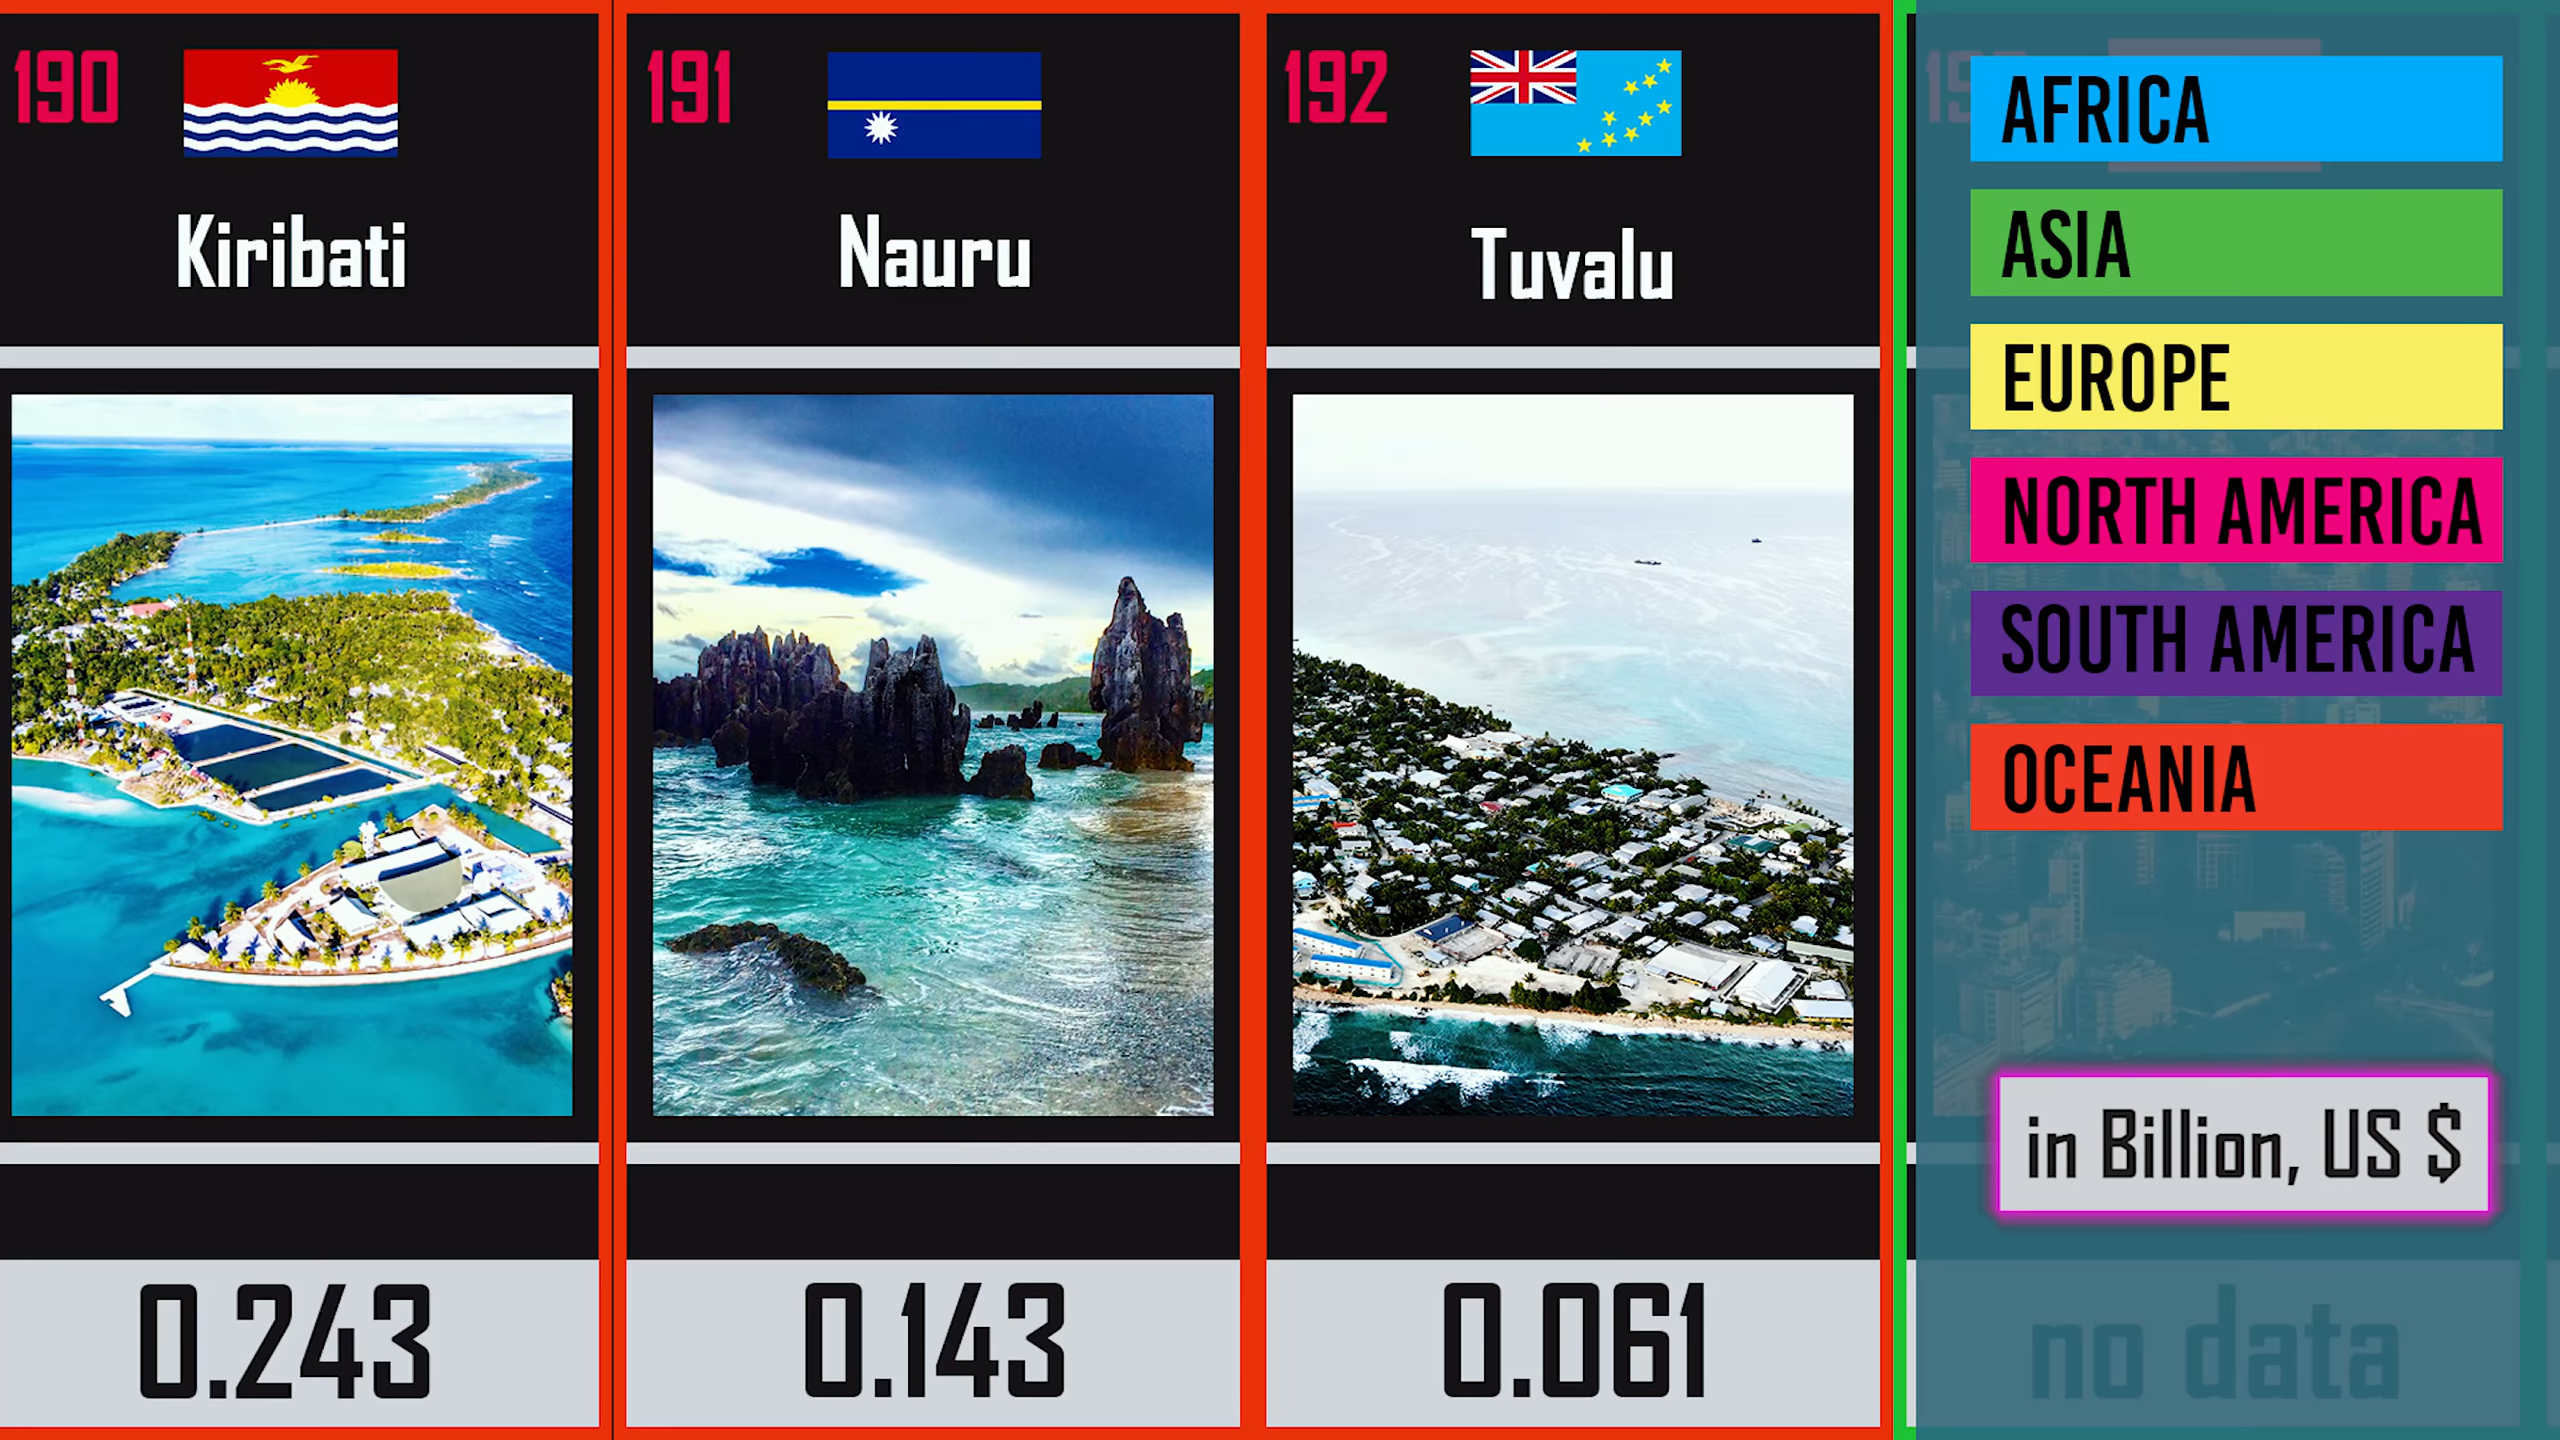 190
Kiribati
0.243
191
Nauru
0.143
192
Tuvalu
0.061
AFRICA
ASIA
EUROPE
NORTH AMERICA
SOUTH AMERICA
OCEANIA
in Billion, US $
no data